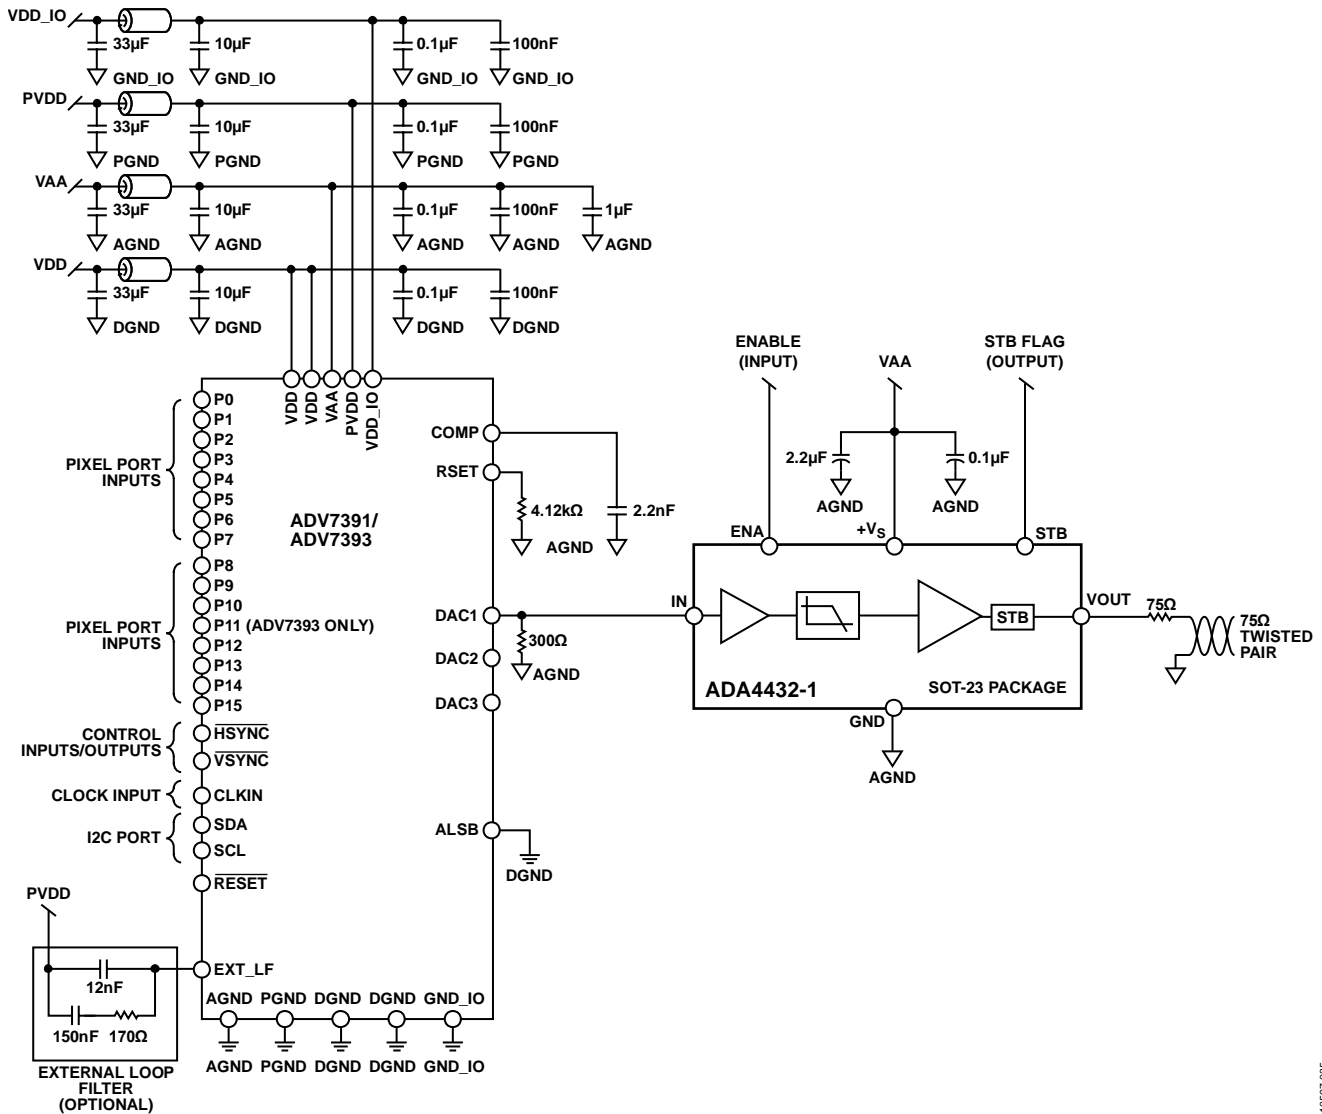 VDD_IO
33µF
10µF
0.1µF
100nF
GND_IO
GND_IO
GND_IO
GND_IO
PVDD
33µF
10µF
0.1µF
100nF
PGND
PGND
PGND
PGND
VAA
33µF
10µF
0.1µF
100nF
1µF
AGND
AGND
AGND
AGND
AGND
VDD
33µF
10µF
0.1µF
100nF
DGND
DGND
DGND
DGND
VDD
VDD
VAA
PVDD
VDD_IO
PIXEL PORT
INPUTS
P0
P1
P2
P3
P4
P5
P6
P7
PIXEL PORT
INPUTS
P8
P9
P10
P11 (ADV7393 ONLY)
P12
P13
P14
P15
CONTROL
INPUTS/OUTPUTS
HSYNC
VSYNC
CLOCK INPUT
CLKIN
I2C PORT
SDA
SCL
RESET
ADV7391/
ADV7393
COMP
RSET
4.12kΩ
2.2nF
AGND
DAC1
300Ω
AGND
DAC2
DAC3
ALSB
DGND
PVDD
EXT_LF
12nF
150nF
170Ω
EXTERNAL LOOP
FILTER
(OPTIONAL)
AGND
PGND
DGND
DGND
GND_IO
AGND
PGND
DGND
DGND
GND_IO
ENABLE
(INPUT)
VAA
STB FLAG
(OUTPUT)
2.2µF
0.1µF
AGND
AGND
ENA
+VS
STB
IN
STB
VOUT
75Ω
75Ω
TWISTED
PAIR
ADA4432-1
SOT-23 PACKAGE
GND
AGND